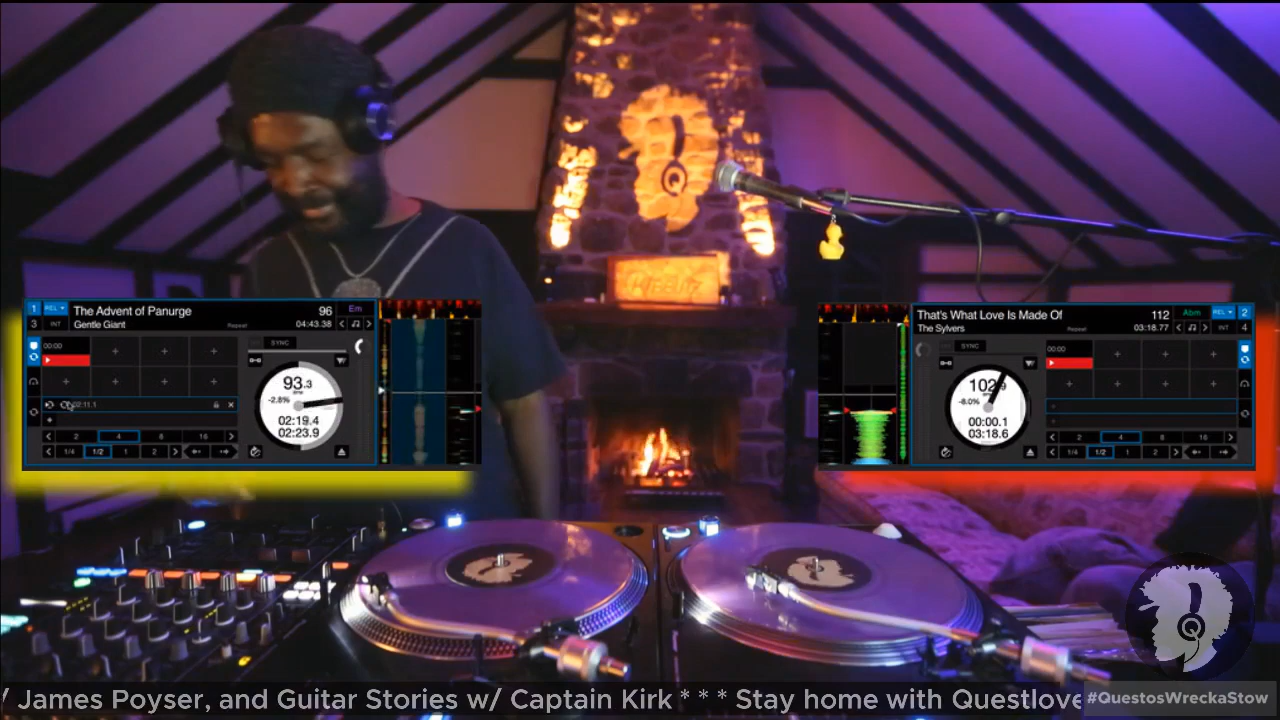 1 REL The Advent of Panurge 96 Em
3 INT Gentle Giant Repeat 04:43.38
00:00
SYNC
93.3
-2.8%
02:19.4
02:23.9
02:11.1
2 4 8 16
1/4 1/2 1 2
That's What Love Is Made Of 112 Abm REL 2
The Sylvers Repeat 03:18.77 INT 4
SYNC
00:00
102
-8.0%
00:00.1
03:18.6
2 4 8 16
1/4 1/2 1 2
Q
Q
/ James Poyser, and Guitar Stories w/ Captain Kirk * * * Stay home with Questlove
#QuestosWreckaStow